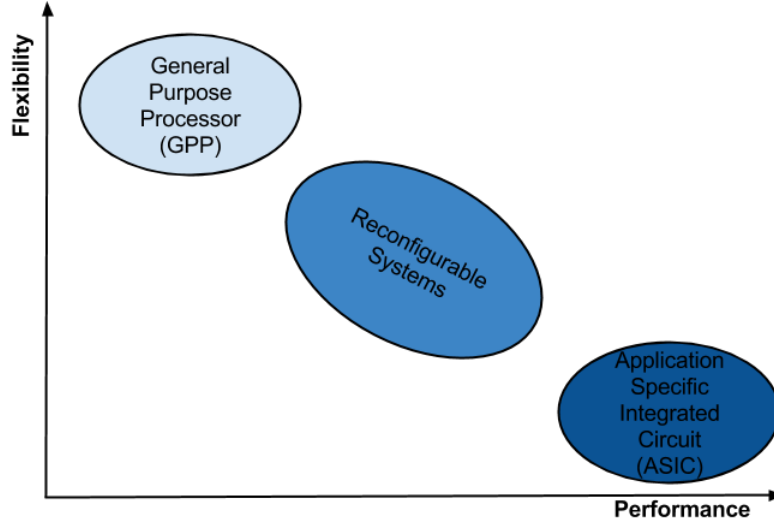 Flexibility
General
Purpose
Processor
(GPP)
Reconfigurable
Systems
Application
Specific
Integrated
Circuit
(ASIC)
Performance